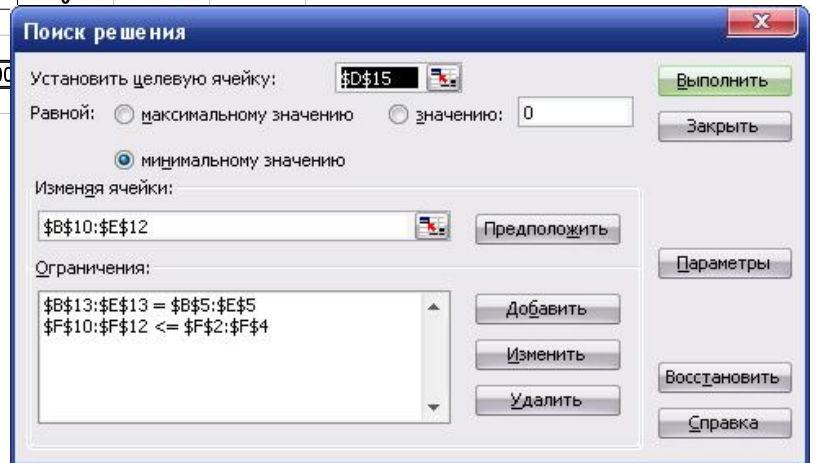 Поиск решения
Установить целевую ячейку: $D$15 Выполнить
Равной: максимальному значению значению: 0 Закрыть
минимальному значению
Изменяя ячейки:
$B$10:$E$12 Предположить
Ограничения: Параметры
$B$13:$E$13 = $B$5:$E$5 Добавить
$F$10:$F$12 <= $F$2:$F$4
Изменить
Восстановить
Удалить
Справка